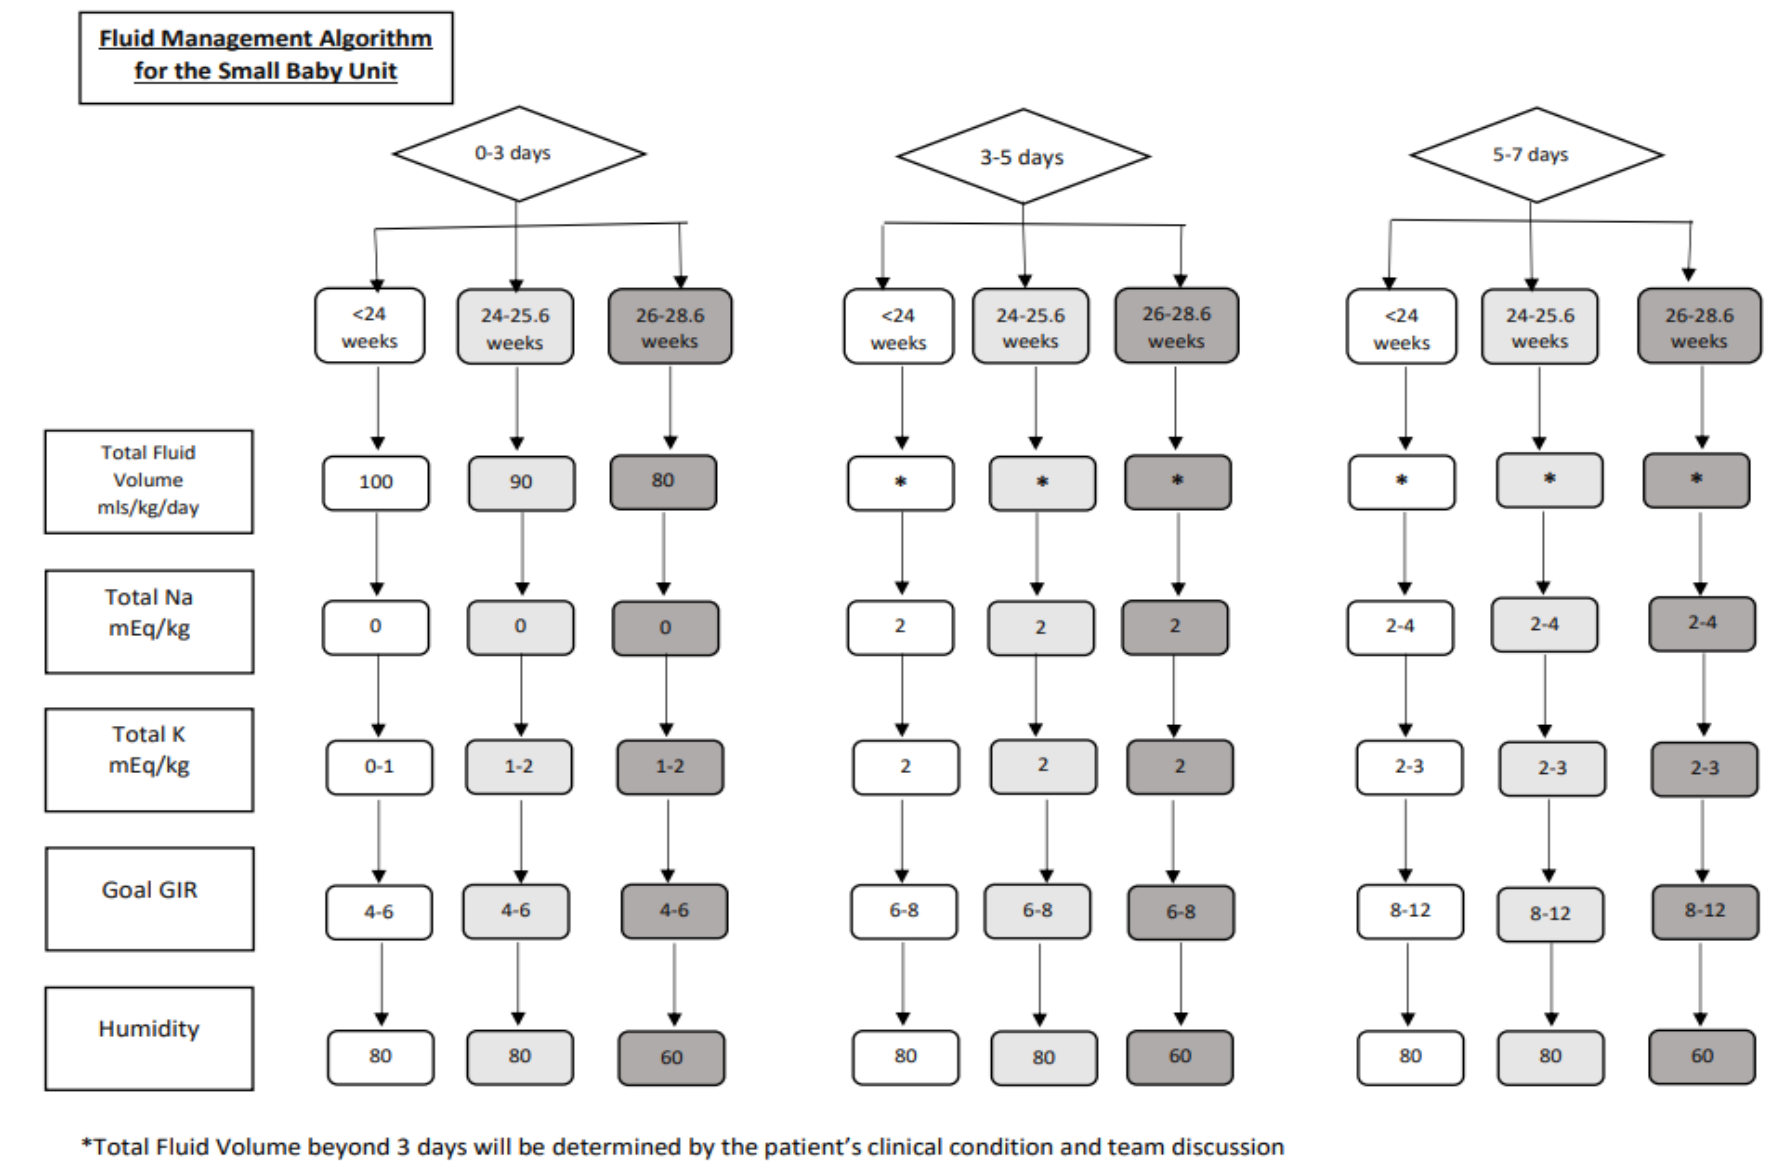 Fluid Management Algorithm
for the Small Baby Unit
0-3 days
3-5 days
5-7 days
<24
weeks
24-25.6
weeks
26-28.6
weeks
<24
weeks
24-25.6
weeks
26-28.6
weeks
<24
weeks
24-25.6
weeks
26-28.6
weeks
Total Fluid
Volume
mls/kg/day
100
90
80
*
*
*
*
*
*
Total Na
mEq/kg
0
0
0
2
2
2
2-4
2-4
2-4
Total K
mEq/kg
0-1
1-2
1-2
2
2
2
2-3
2-3
2-3
Goal GIR
4-6
4-6
4-6
6-8
6-8
6-8
8-12
8-12
8-12
Humidity
80
80
60
80
80
60
80
80
60
*Total Fluid Volume beyond 3 days will be determined by the patient's clinical condition and team discussion